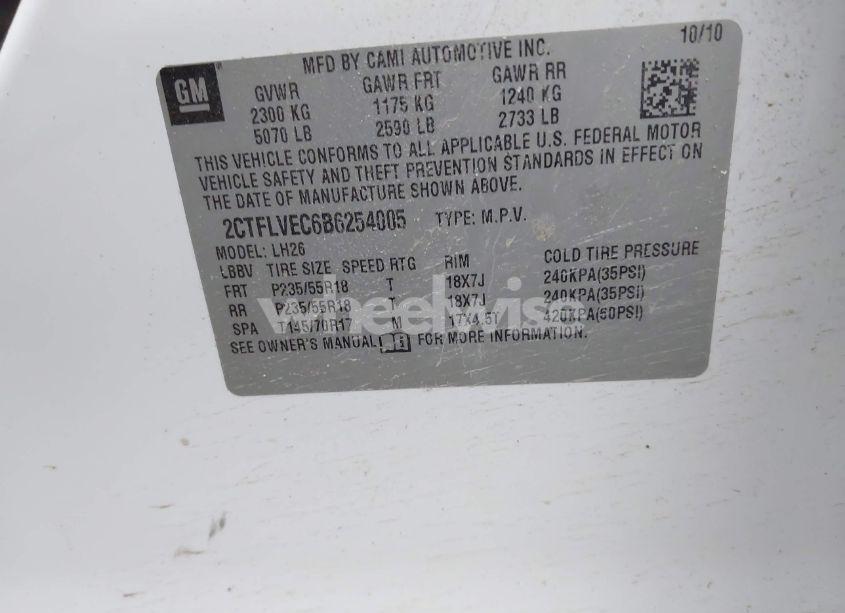 MFD BY CAMI AUTOMOTIVE INC. 10/10
GM
GVWR GAWR FRT GAWR RR
2300 KG 1175 KG 1240 KG
5070 LB 2590 LB 2733 LB
THIS VEHICLE CONFORMS TO ALL APPLICABLE U.S. FEDERAL MOTOR
VEHICLE SAFETY AND THEFT PREVENTION STANDARDS IN EFFECT ON
THE DATE OF MANUFACTURE SHOWN ABOVE.
2CTFLVEC6B6254005 TYPE: M.P.V.
MODEL: LH26
LBBV TIRE SIZE SPEED RTG RIM COLD TIRE PRESSURE
FRT P235/55R18 T 18X7J 240KPA(35PSI)
RR P235/55R18 T 18X7J 240KPA(35PSI)
SPA T145/70R17 M 17X4.5T 420KPA(60PSI)
SEE OWNER'S MANUAL FOR MORE INFORMATION.
wheelwise